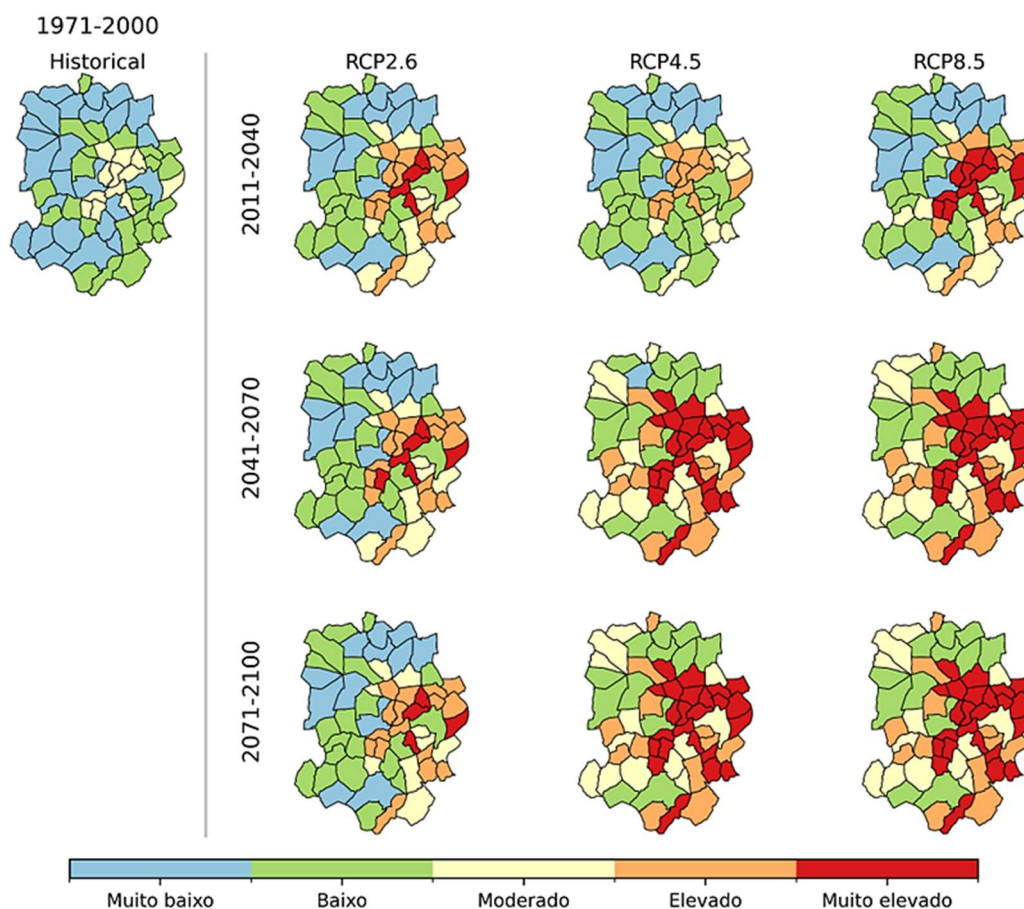 1971-2000
Historical
RCP2.6
RCP4.5
RCP8.5
2011-2040
2041-2070
2071-2100
Muito baixo
Baixo
Moderado
Elevado
Muito elevado